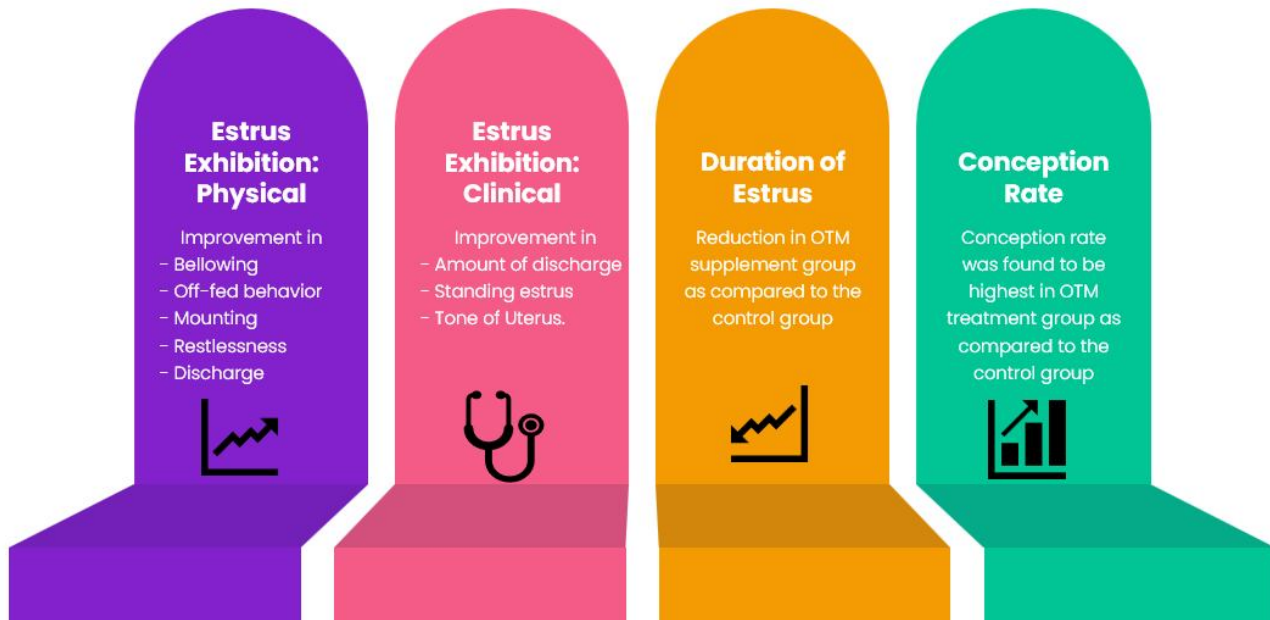 Estrus
Exhibition:
Physical
Improvement in
- Bellowing
- Off-fed behavior
- Mounting
- Restlessness
- Discharge
Estrus
Exhibition:
Clinical
Improvement in
- Amount of discharge
- Standing estrus
- Tone of Uterus.
Duration of
Estrus
Reduction in OTM
supplement group
as compared to the
control group
Conception
Rate
Conception rate
was found to be
highest in OTM
treatment group as
compared to the
control group